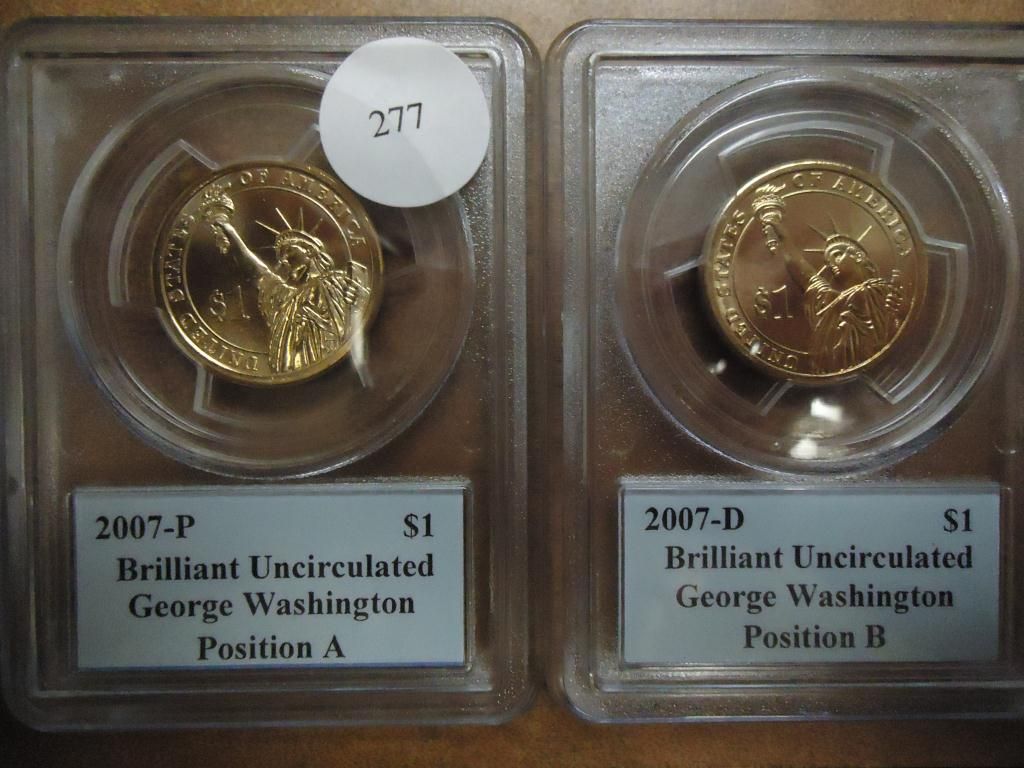 277
UNITED STATES OF AMERICA
$1
UNITED STATES OF AMERICA
$1
2007-P $1
Brilliant Uncirculated
George Washington
Position A
2007-D $1
Brilliant Uncirculated
George Washington
Position B